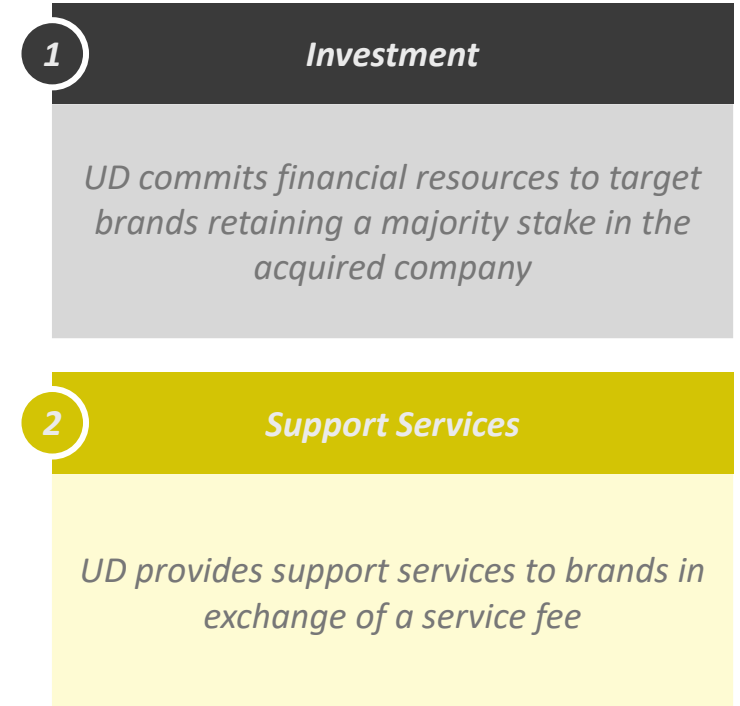 1
Investment
UD commits financial resources to target
brands retaining a majority stake in the
acquired company
2
Support Services
UD provides support services to brands in
exchange of a service fee